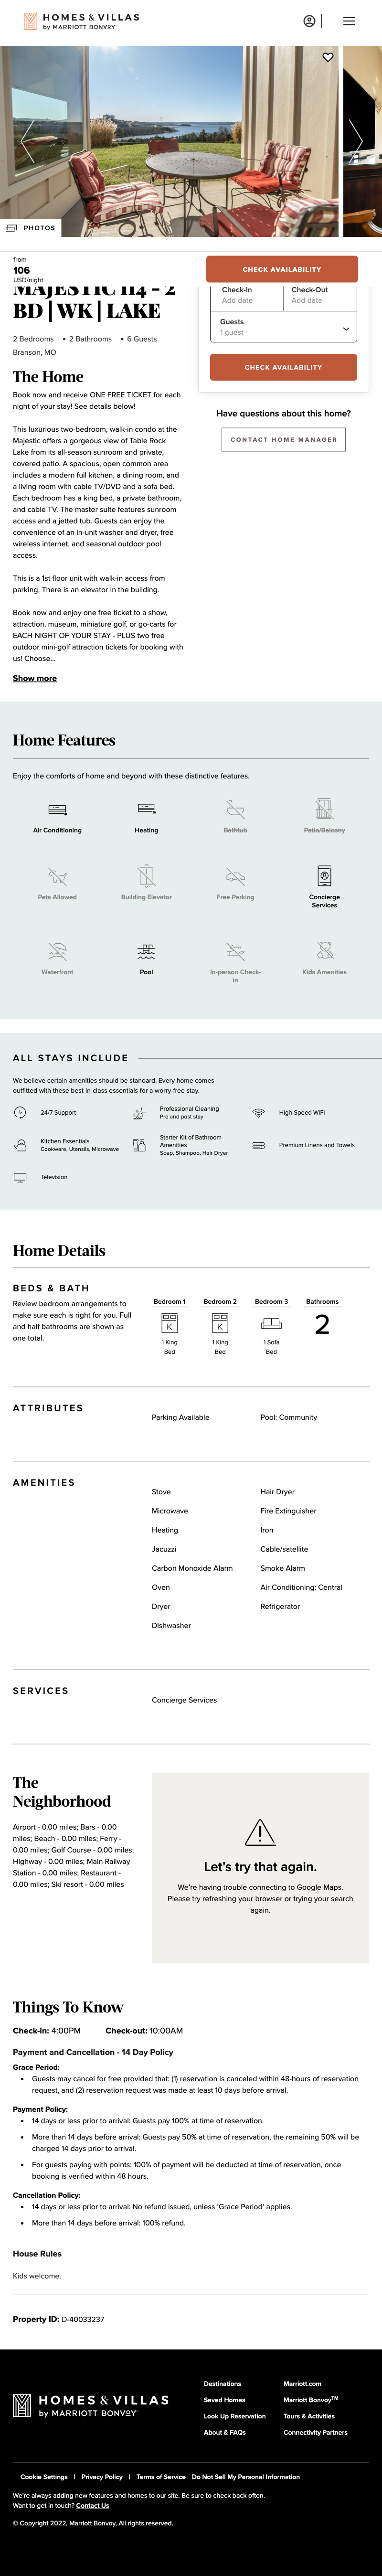 HOMES & VILLAS
by MARRIOTT BONVOY
PHOTOS
from
106
USD/night
CHECK AVAILABILITY
MAJESTIC 114 - 2
BD | WK | LAKE
2 Bedrooms • 2 Bathrooms • 6 Guests
Branson, MO
Check-In
Add date
Check-Out
Add date
Guests
1 guest
CHECK AVAILABILITY
Have questions about this home?
CONTACT HOME MANAGER
The Home
Book now and receive ONE FREE TICKET for each
night of your stay! See details below!
This luxurious two-bedroom, walk-in condo at the
Majestic offers a gorgeous view of Table Rock
Lake from its all-season sunroom and private,
covered patio. A spacious, open common area
includes a modern full kitchen, a dining room, and
a living room with cable TV/DVD and a sofa bed.
Each bedroom has a king bed, a private bathroom,
and cable TV. The master suite features sunroom
access and a jetted tub. Guests can enjoy the
convenience of an in-unit washer and dryer, free
wireless internet, and seasonal outdoor pool
access.
This is a 1st floor unit with walk-in access from
parking. There is an elevator in the building.
Book now and enjoy one free ticket to a show,
attraction, museum, miniature golf, or go-karts for
EACH NIGHT OF YOUR STAY - PLUS two free
outdoor mini-golf attraction tickets for booking with
us! Choose...
Show more
Home Features
Enjoy the comforts of home and beyond with these distinctive features.
Air Conditioning
Heating
Bathtub
Patio/Balcony
Pets Allowed
Building Elevator
Free Parking
Concierge
Services
Waterfront
Pool
In-person Check-
in
Kids Amenities
ALL STAYS INCLUDE
We believe certain amenities should be standard. Every home comes
outfitted with these best-in-class essentials for a worry-free stay.
24/7 Support
Professional Cleaning
Pre and post stay
High-Speed WiFi
Kitchen Essentials
Cookware, Utensils, Microwave
Starter Kit of Bathroom
Amenities
Soap, Shampoo, Hair Dryer
Premium Linens and Towels
Television
Home Details
BEDS & BATH
Review bedroom arrangements to
make sure each is right for you. Full
and half bathrooms are shown as
one total.
Bedroom 1
1 King
Bed
Bedroom 2
1 King
Bed
Bedroom 3
1 Sofa
Bed
Bathrooms
2
ATTRIBUTES
Parking Available
Pool: Community
AMENITIES
Stove
Hair Dryer
Microwave
Fire Extinguisher
Heating
Iron
Jacuzzi
Cable/satellite
Carbon Monoxide Alarm
Smoke Alarm
Oven
Air Conditioning: Central
Dryer
Refrigerator
Dishwasher
SERVICES
Concierge Services
The
Neighborhood
Airport - 0.00 miles; Bars - 0.00
miles; Beach - 0.00 miles; Ferry -
0.00 miles; Golf Course - 0.00 miles;
Highway - 0.00 miles; Main Railway
Station - 0.00 miles; Restaurant -
0.00 miles; Ski resort - 0.00 miles
Let's try that again.
We're having trouble connecting to Google Maps.
Please try refreshing your browser or trying your search
again.
Things To Know
Check-in: 4:00PM
Check-out: 10:00AM
Payment and Cancellation - 14 Day Policy
Grace Period:
• Guests may cancel for free provided that: (1) reservation is canceled within 48-hours of reservation
request, and (2) reservation request was made at least 10 days before arrival.
Payment Policy:
• 14 days or less prior to arrival: Guests pay 100% at time of reservation.
• More than 14 days before arrival: Guests pay 50% at time of reservation, the remaining 50% will be
charged 14 days prior to arrival.
• For guests paying with points: 100% of payment will be deducted at time of reservation, once
booking is verified within 48 hours.
Cancellation Policy:
• 14 days or less prior to arrival: No refund issued, unless 'Grace Period' applies.
• More than 14 days before arrival: 100% refund.
House Rules
Kids welcome.
Property ID: D-40033237
HOMES & VILLAS
by MARRIOTT BONVOY
Destinations
Saved Homes
Look Up Reservation
About & FAQs
Marriott.com
Marriott Bonvoy™
Tours & Activities
Connectivity Partners
Cookie Settings | Privacy Policy | Terms of Service Do Not Sell My Personal Information
We're always adding new features and homes to our site. Be sure to check back often.
Want to get in touch? Contact Us
© Copyright 2022, Marriott Bonvoy, All rights reserved.